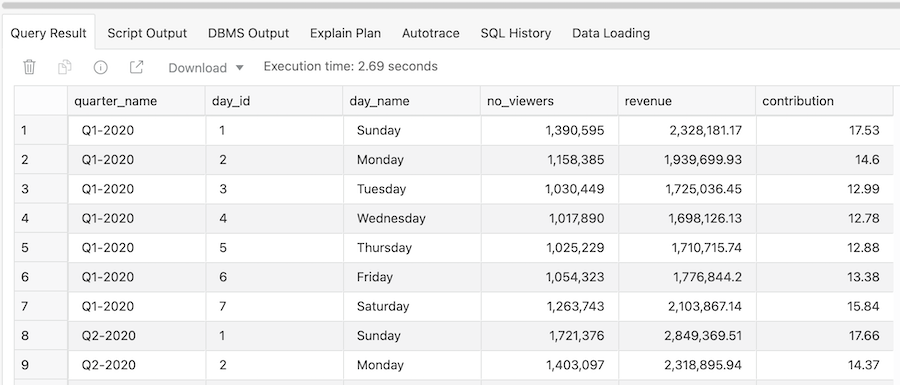 Query Result Script Output DBMS Output Explain Plan Autotrace SQL History Data Loading
Download Execution time: 2.69 seconds
quarter_name day_id day_name no_viewers revenue contribution
1 Q1-2020 1 Sunday 1,390,595 2,328,181.17 17.53
2 Q1-2020 2 Monday 1,158,385 1,939,699.93 14.6
3 Q1-2020 3 Tuesday 1,030,449 1,725,036.45 12.99
4 Q1-2020 4 Wednesday 1,017,890 1,698,126.13 12.78
5 Q1-2020 5 Thursday 1,025,229 1,710,715.74 12.88
6 Q1-2020 6 Friday 1,054,323 1,776,844.2 13.38
7 Q1-2020 7 Saturday 1,263,743 2,103,867.14 15.84
8 Q2-2020 1 Sunday 1,721,376 2,849,369.51 17.66
9 Q2-2020 2 Monday 1,403,097 2,318,895.94 14.37